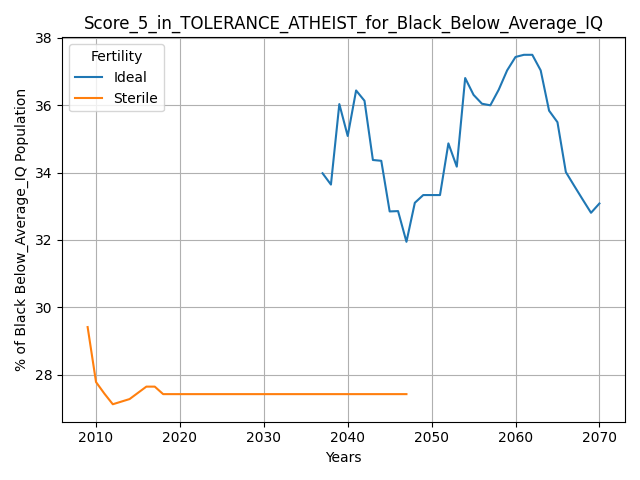 Score_5_in_TOLERANCE_ATHEIST_for_Black_Below_Average_IQ
Fertility
Ideal
Sterile
% of Black Below_Average_IQ Population
38
36
34
32
30
28
2010
2020
2030
2040
2050
2060
2070
Years